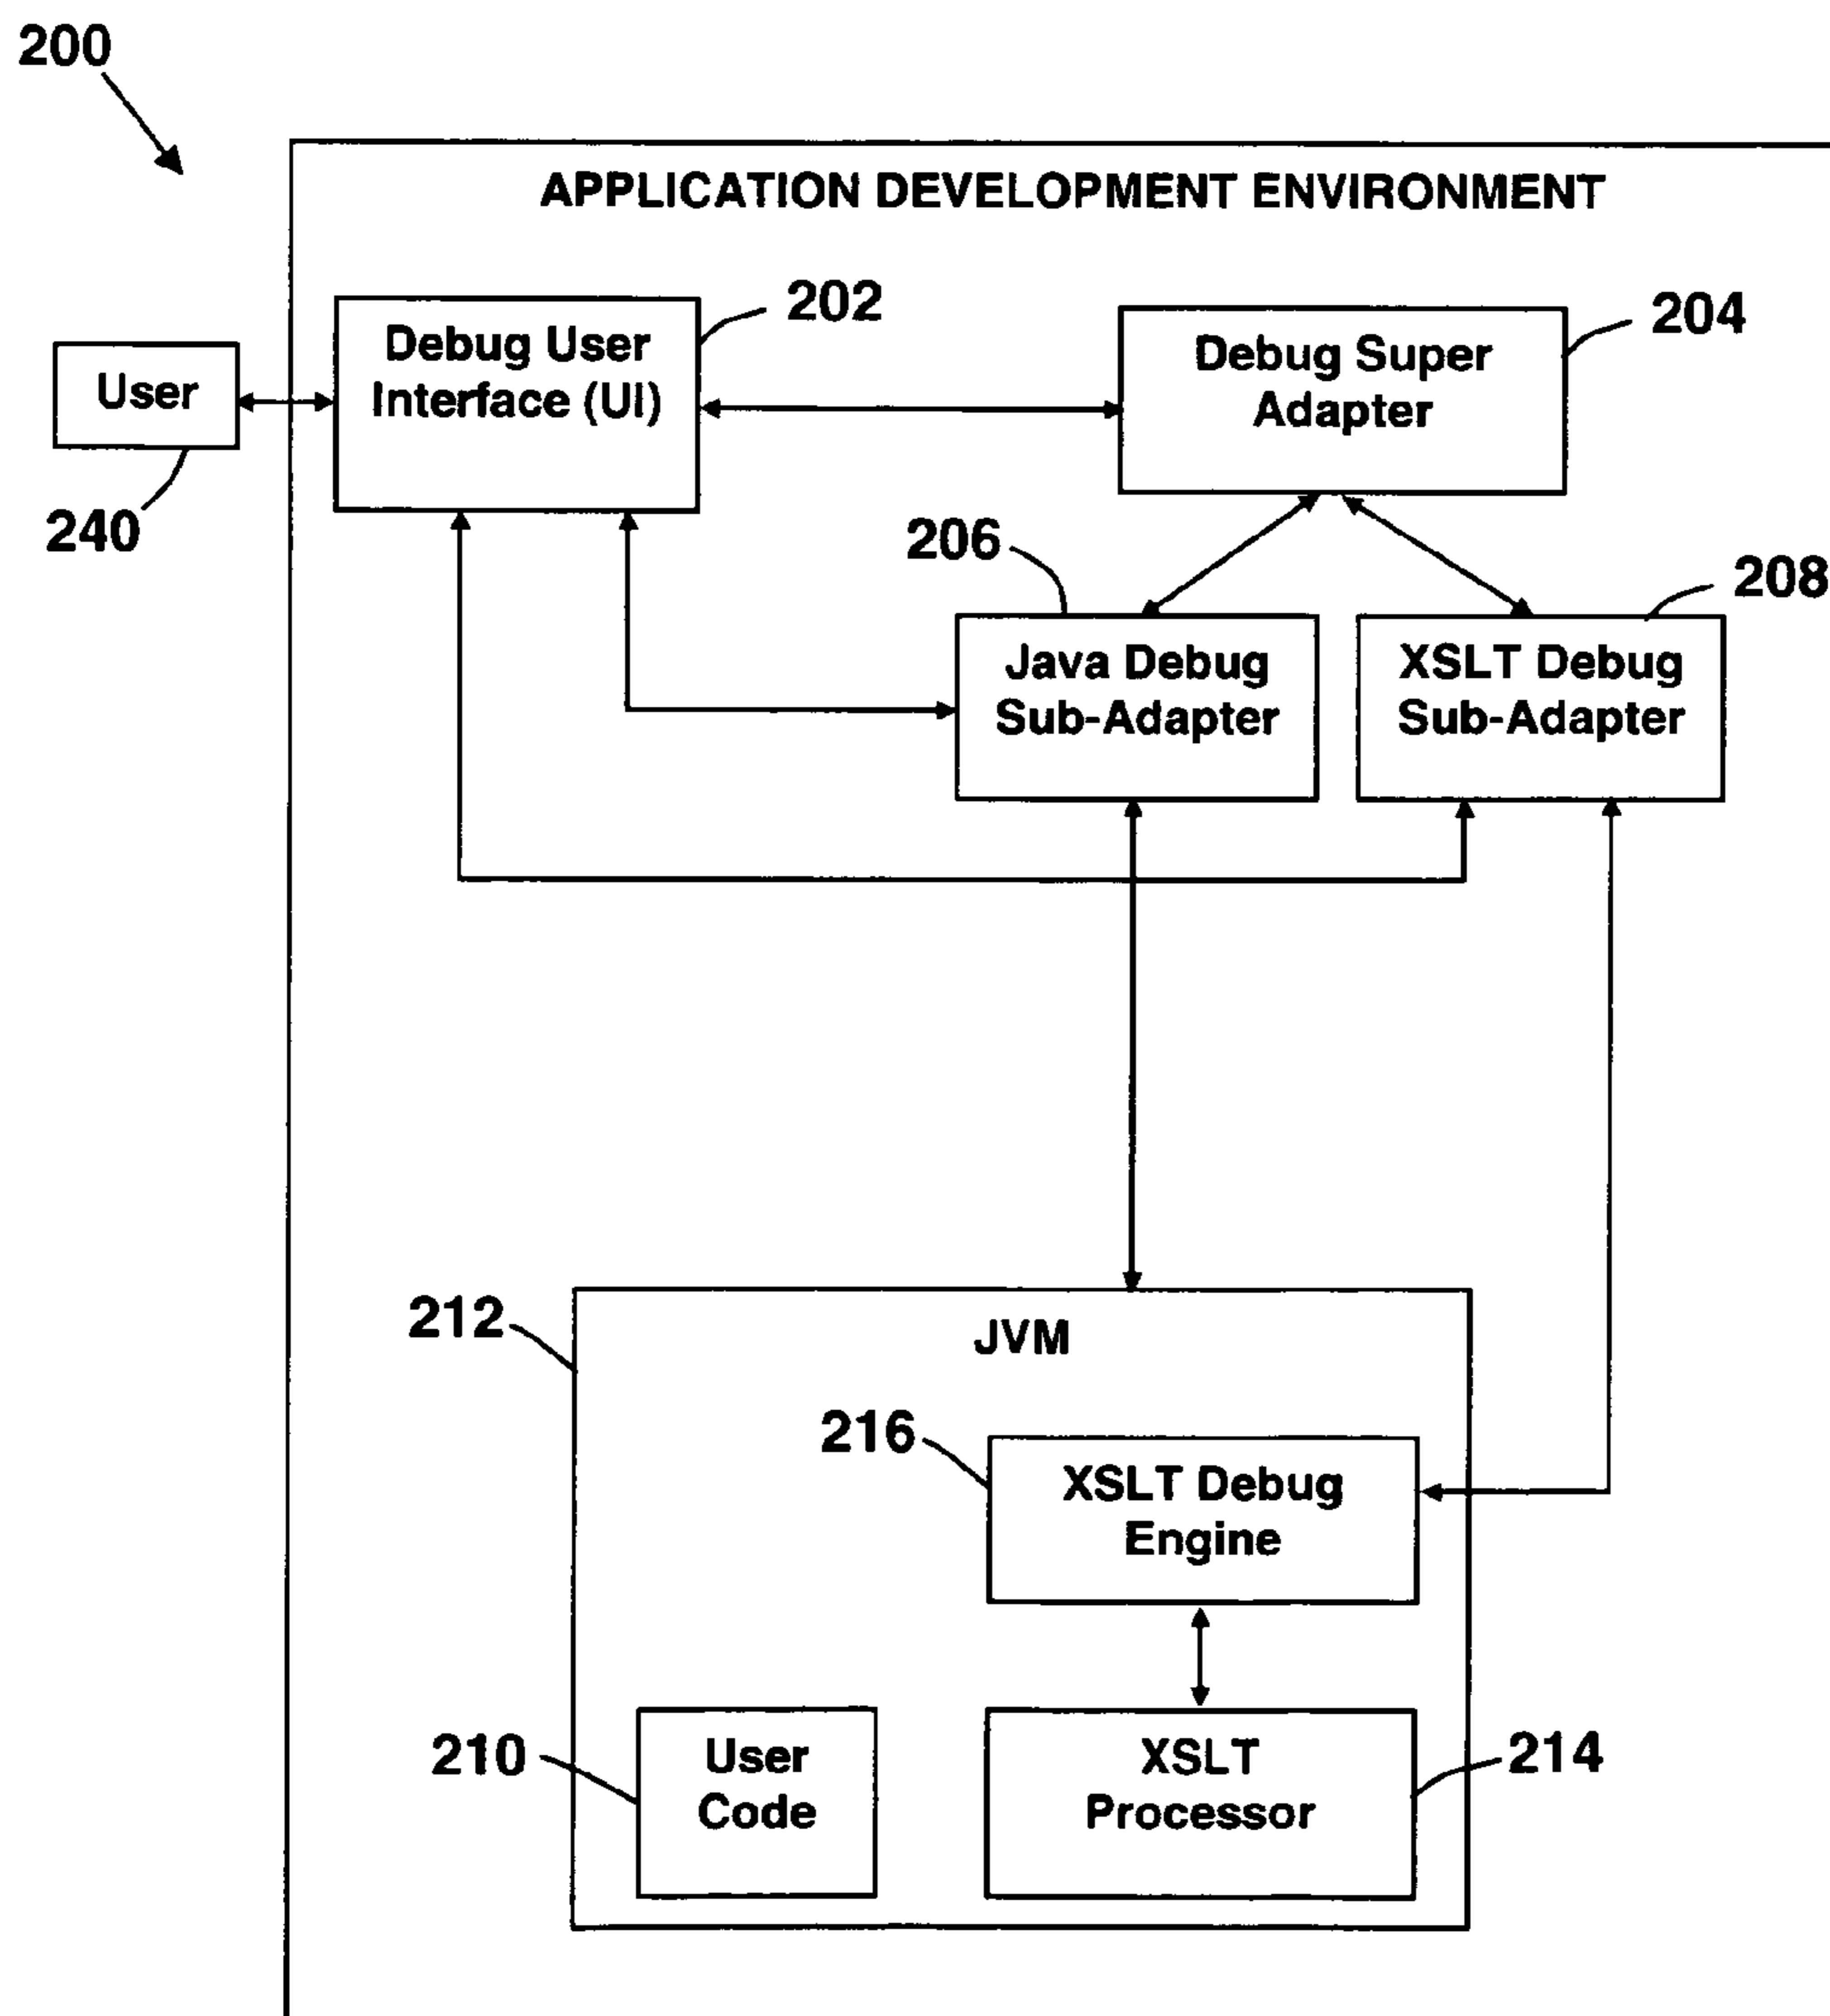 200
APPLICATION DEVELOPMENT ENVIRONMENT
202
204
Debug User
Interface (UI)
Debug Super
Adapter
User
240
206
208
Java Debug
Sub-Adapter
XSLT Debug
Sub-Adapter
212
JVM
216
XSLT Debug
Engine
210
User
Code
XSLT
Processor
214